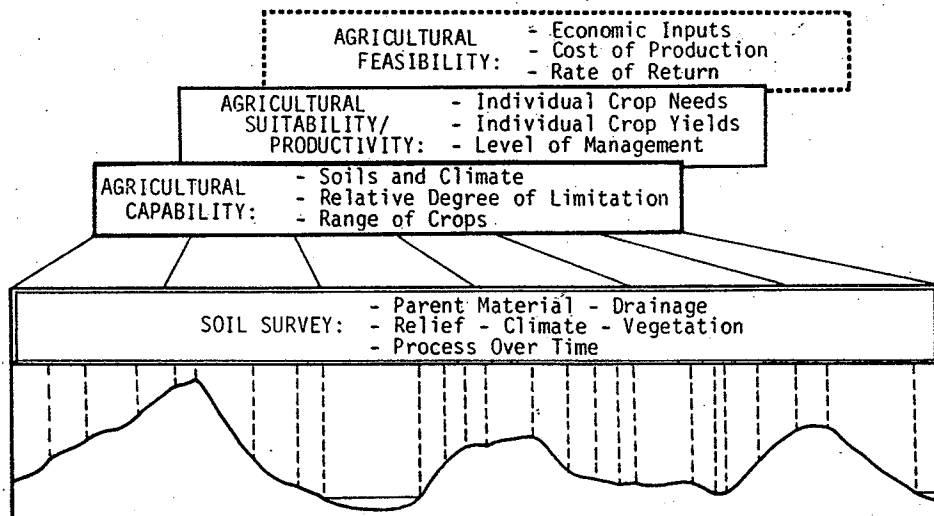 AGRICULTURAL - Economic Inputs
FEASIBILITY: - Cost of Production
- Rate of Return
AGRICULTURAL - Individual Crop Needs
SUITABILITY/ - Individual Crop Yields
PRODUCTIVITY: - Level of Management
AGRICULTURAL - Soils and Climate
CAPABILITY: - Relative Degree of Limitation
- Range of Crops
- Parent Material - Drainage
SOIL SURVEY: - Relief - Climate - Vegetation
- Process Over Time